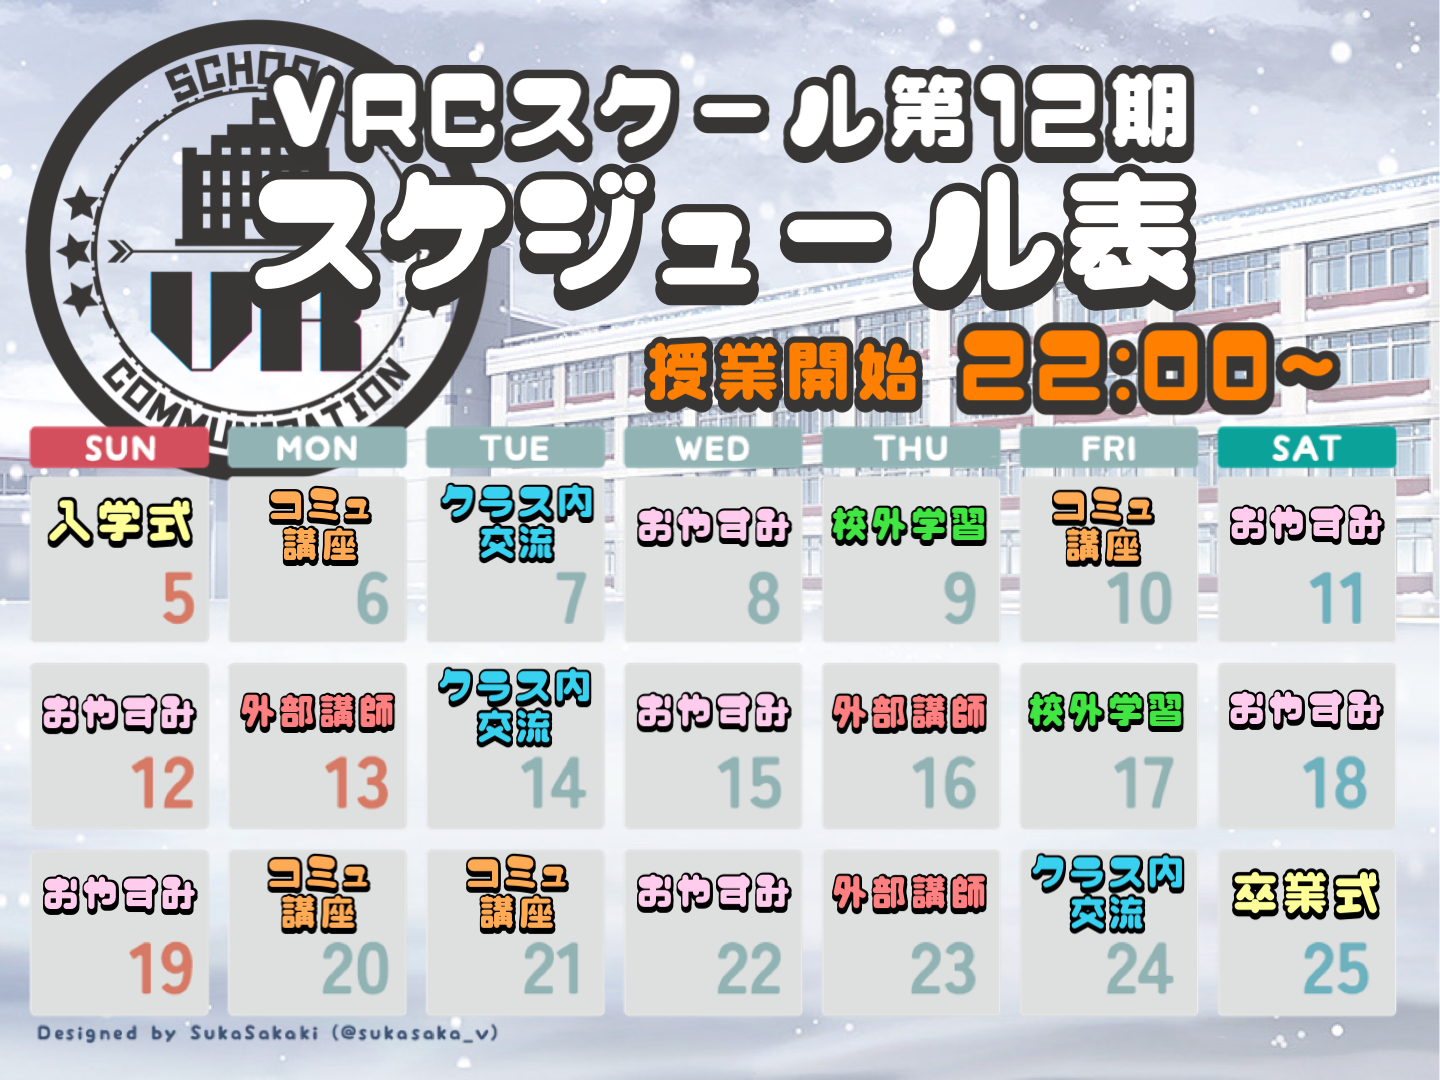 SCHOOL
VRCスクール第12期
スケジュール表
VR
授業開始 22:00~
COMMUNICATION
SUN MON TUE WED THU FRI SAT
入学式 コミュ講座 クラス内交流 おやすみ 校外学習 コミュ講座 おやすみ
5 6 7 8 9 10 11
おやすみ 外部講師 クラス内交流 おやすみ 外部講師 校外学習 おやすみ
12 13 14 15 16 17 18
おやすみ コミュ講座 コミュ講座 おやすみ 外部講師 クラス内交流 卒業式
19 20 21 22 23 24 25
Designed by SukaSakaki (@sukasaka_v)